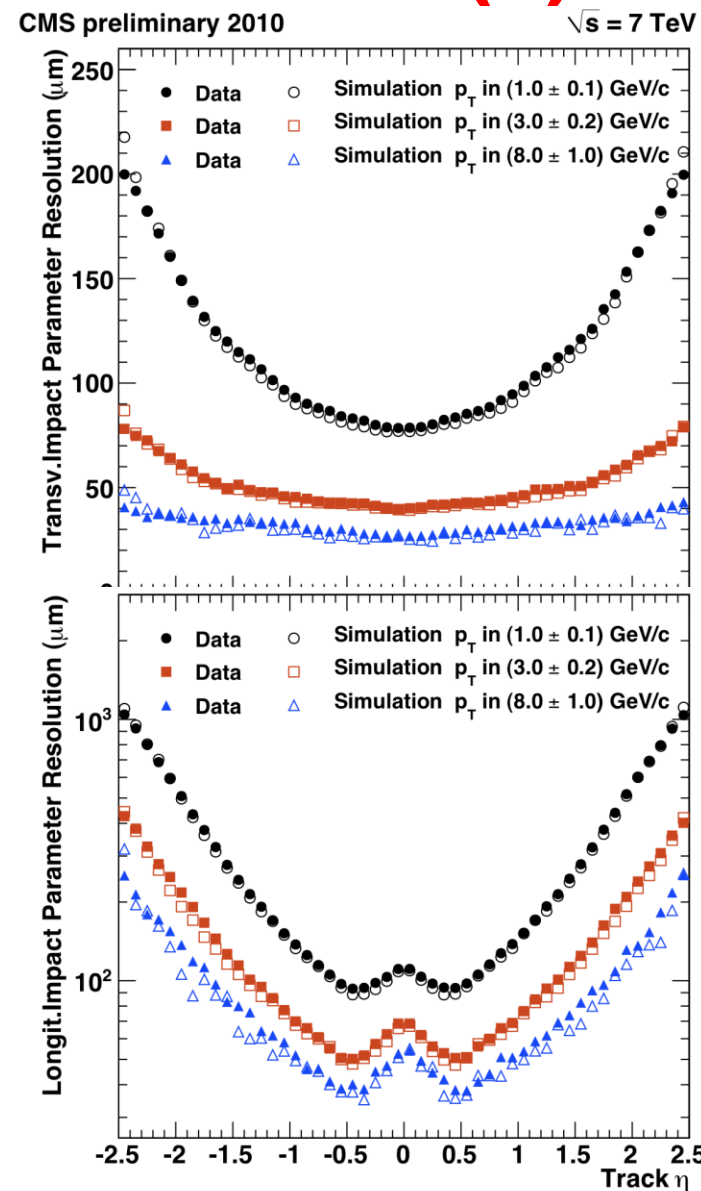 CMS preliminary 2010 √s = 7 TeV
Transv.Impact Parameter Resolution (μm)
250
200
150
100
50
Data Simulation p_T in (1.0 ± 0.1) GeV/c
Data Simulation p_T in (3.0 ± 0.2) GeV/c
Data Simulation p_T in (8.0 ± 1.0) GeV/c
Longit.Impact Parameter Resolution (μm)
10³
10²
Data Simulation p_T in (1.0 ± 0.1) GeV/c
Data Simulation p_T in (3.0 ± 0.2) GeV/c
Data Simulation p_T in (8.0 ± 1.0) GeV/c
-2.5 -2 -1.5 -1 -0.5 0 0.5 1 1.5 2 2.5
Track η